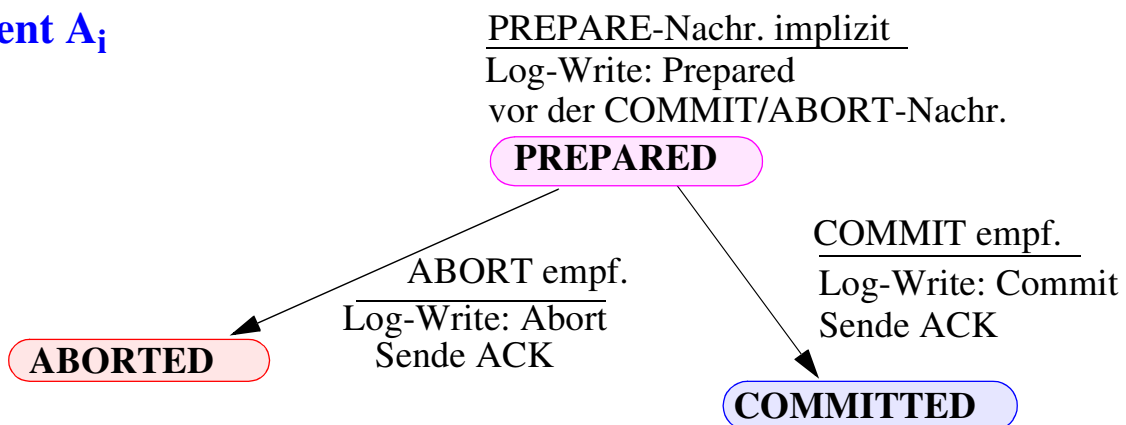 ent Ai
PREPARE-Nachr. implizit
Log-Write: Prepared
vor der COMMIT/ABORT-Nachr.
PREPARED
COMMIT empf.
Log-Write: Commit
Sende ACK
ABORT empf.
Log-Write: Abort
Sende ACK
ABORTED
COMMITTED